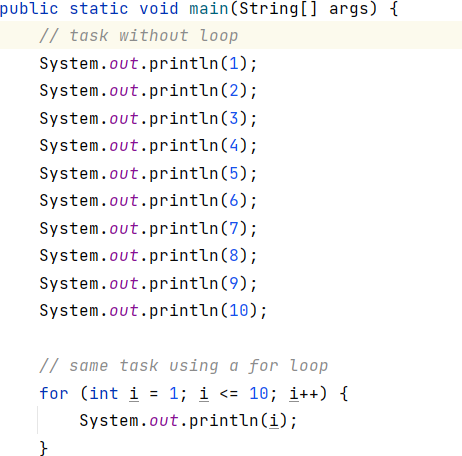 public static void main(String[] args) {
// task without loop
System.out.println(1);
System.out.println(2);
System.out.println(3);
System.out.println(4);
System.out.println(5);
System.out.println(6);
System.out.println(7);
System.out.println(8);
System.out.println(9);
System.out.println(10);
// same task using a for loop
for (int i = 1; i <= 10; i++) {
System.out.println(i);
}